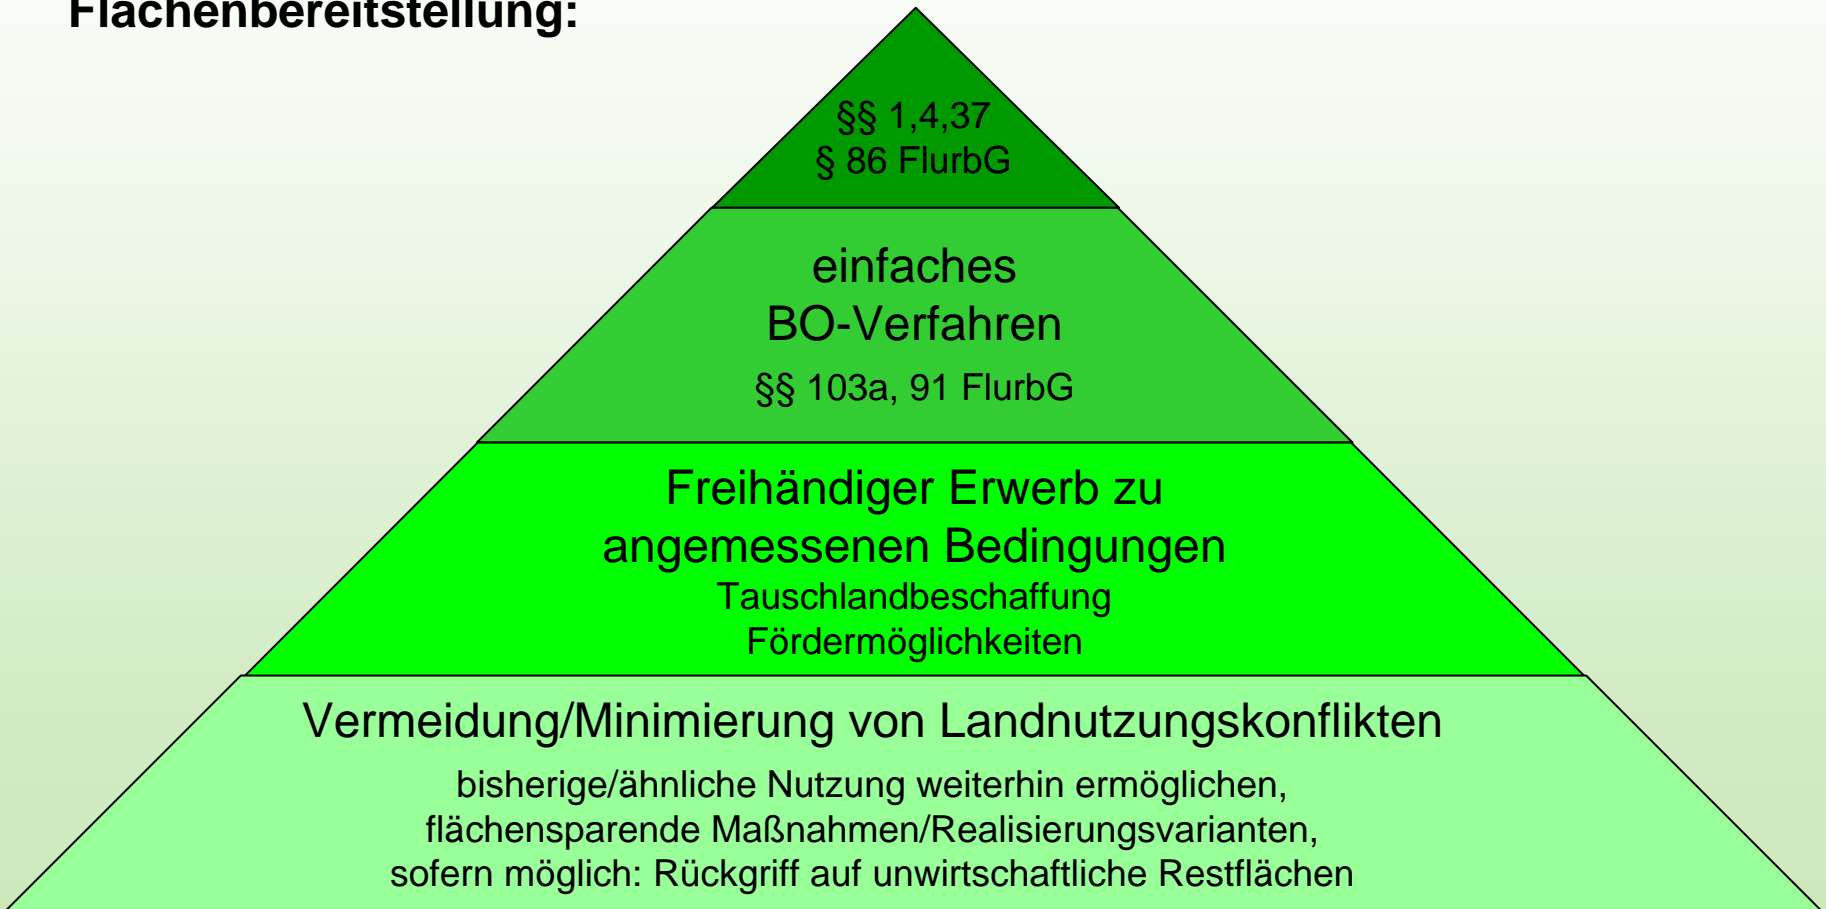 Flächenbereitstellung:
§§ 1,4,37
§ 86 FlurbG
einfaches
BO-Verfahren
§§ 103a, 91 FlurbG
Freihändiger Erwerb zu
angemessenen Bedingungen
Tauschlandbeschaffung
Fördermöglichkeiten
Vermeidung/Minimierung von Landnutzungskonflikten
bisherige/ähnliche Nutzung weiterhin ermöglichen,
flächensparende Maßnahmen/Realisierungsvarianten,
sofern möglich: Rückgriff auf unwirtschaftliche Restflächen